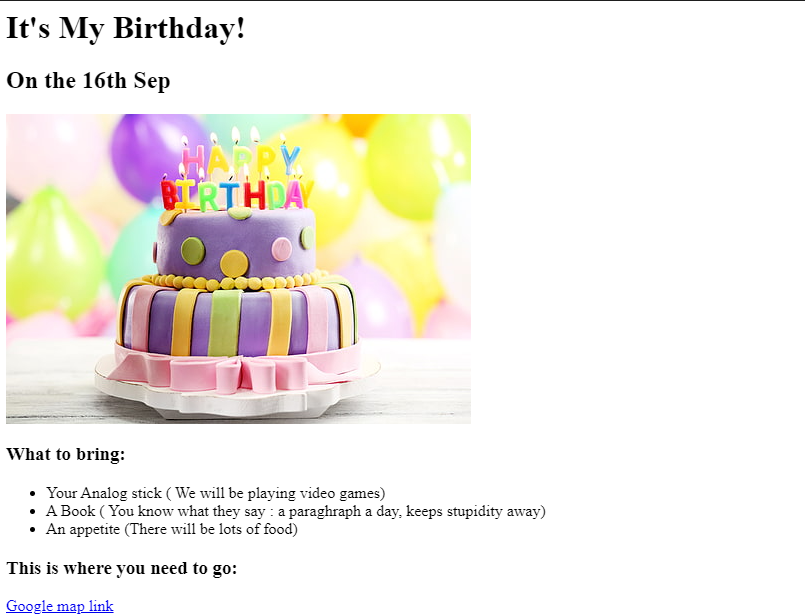 It's My Birthday!
On the 16th Sep
HAPPY
BIRTHDAY
What to bring:
Your Analog stick ( We will be playing video games)
A Book ( You know what they say : a paraghraph a day, keeps stupidity away)
An appetite (There will be lots of food)
This is where you need to go:
Google map link